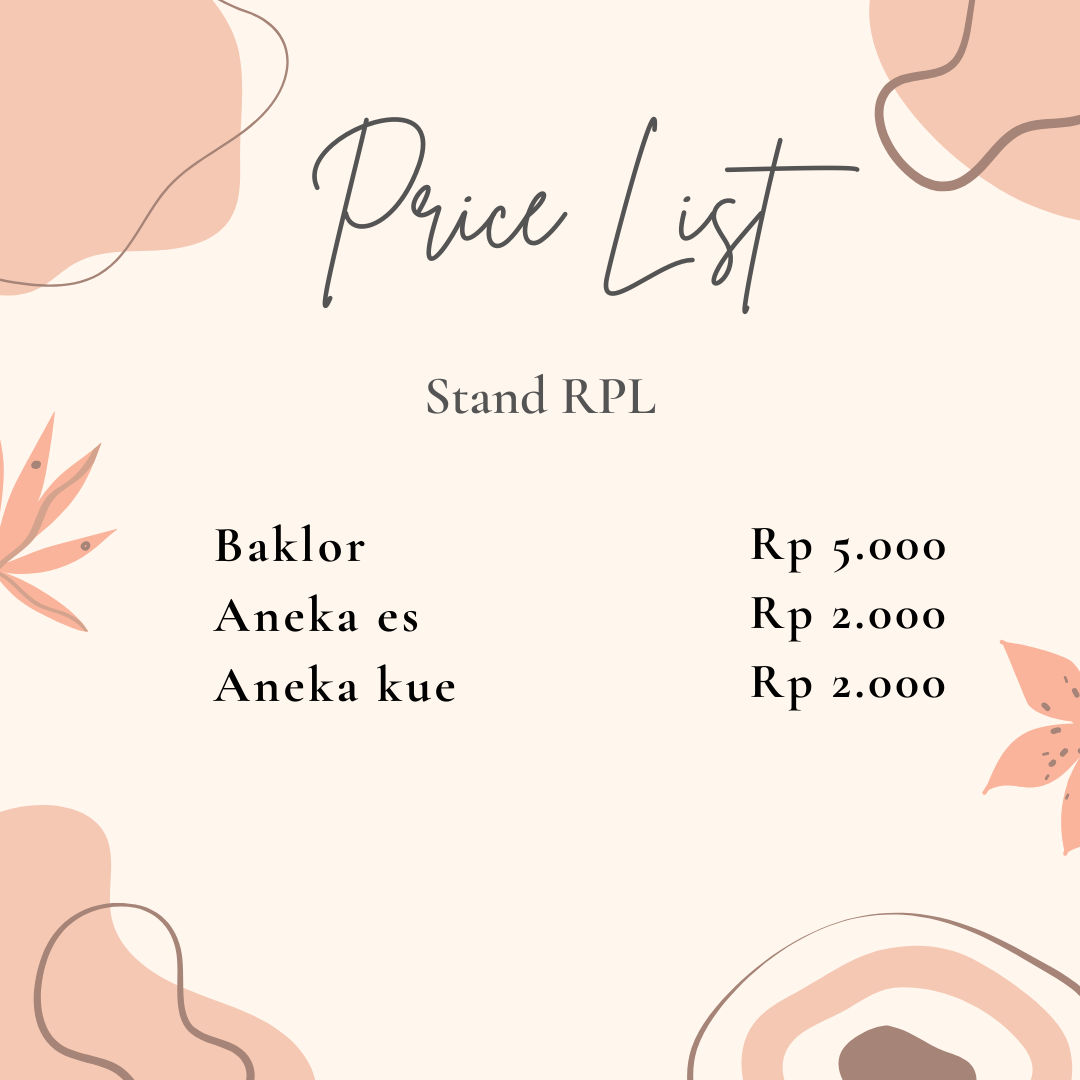 Price List
Stand RPL
Baklor Rp 5.000
Aneka es Rp 2.000
Aneka kue Rp 2.000